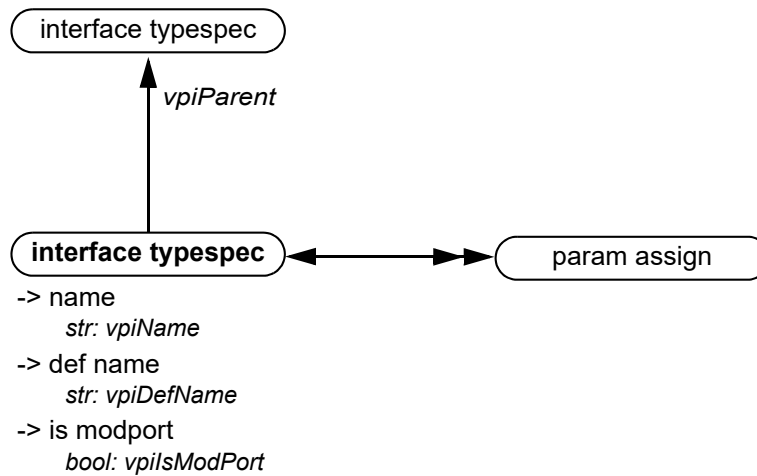 interface typespec
vpiParent
interface typespec
param assign
-> name
str: vpiName
-> def name
str: vpiDefName
-> is modport
bool: vpiIsModPort